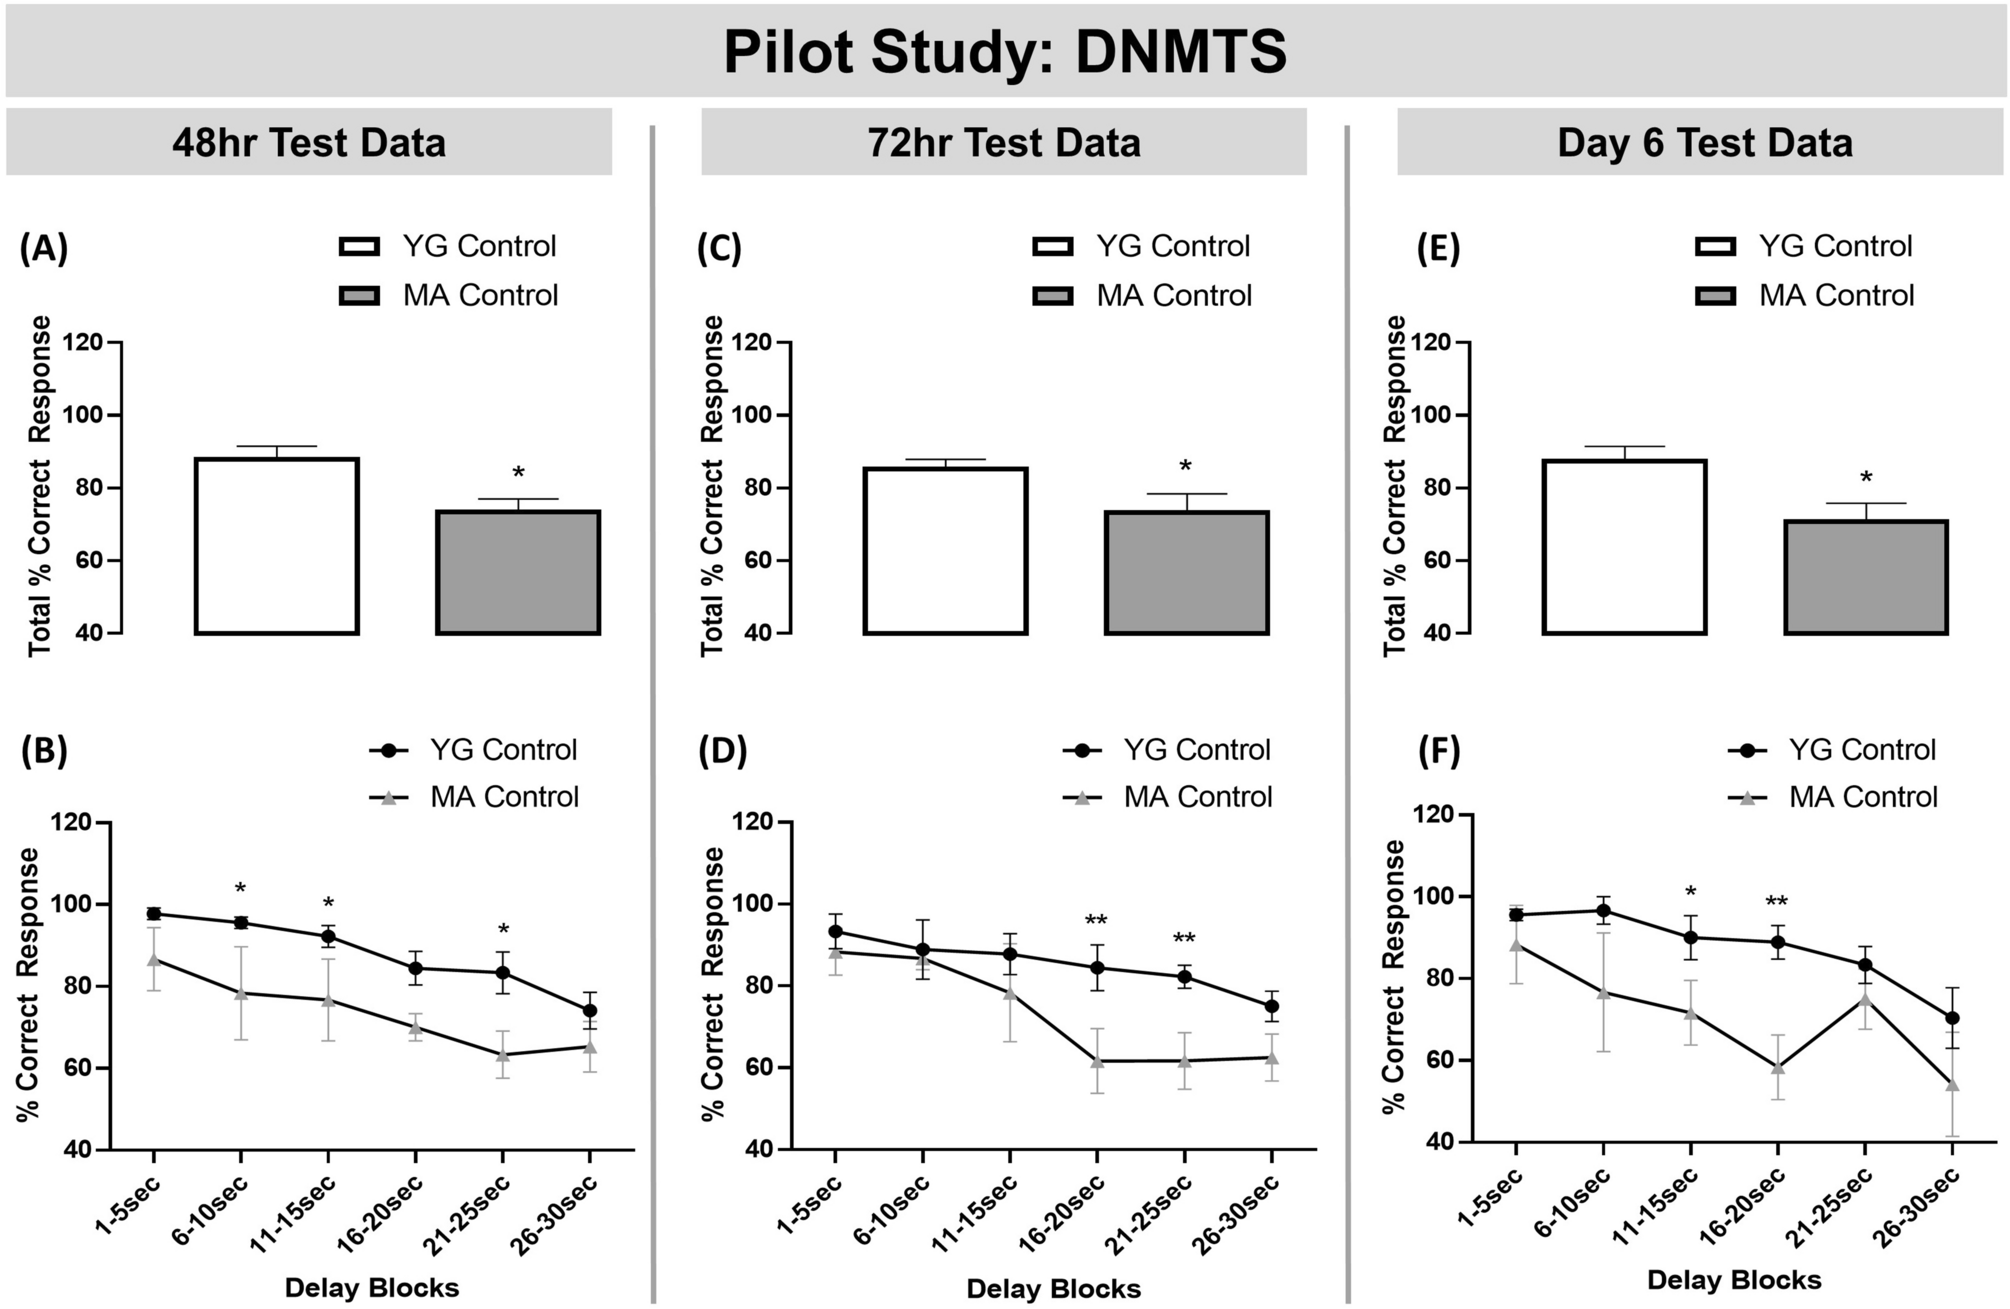 Pilot Study: DNMTS
48hr Test Data
72hr Test Data
Day 6 Test Data
(A)
YG Control
MA Control
Total % Correct Response
120
100
80
60
40
*
(C)
YG Control
MA Control
Total % Correct Response
120
100
80
60
40
*
(E)
YG Control
MA Control
Total % Correct Response
120
100
80
60
40
*
(B)
YG Control
MA Control
% Correct Response
120
100
80
60
40
* * *
1-5sec
6-10sec
11-15sec
16-20sec
21-25sec
26-30sec
Delay Blocks
(D)
YG Control
MA Control
% Correct Response
120
100
80
60
40
** **
1-5sec
6-10sec
11-15sec
16-20sec
21-25sec
26-30sec
Delay Blocks
(F)
YG Control
MA Control
% Correct Response
120
100
80
60
40
* **
1-5sec
6-10sec
11-15sec
16-20sec
21-25sec
26-30sec
Delay Blocks